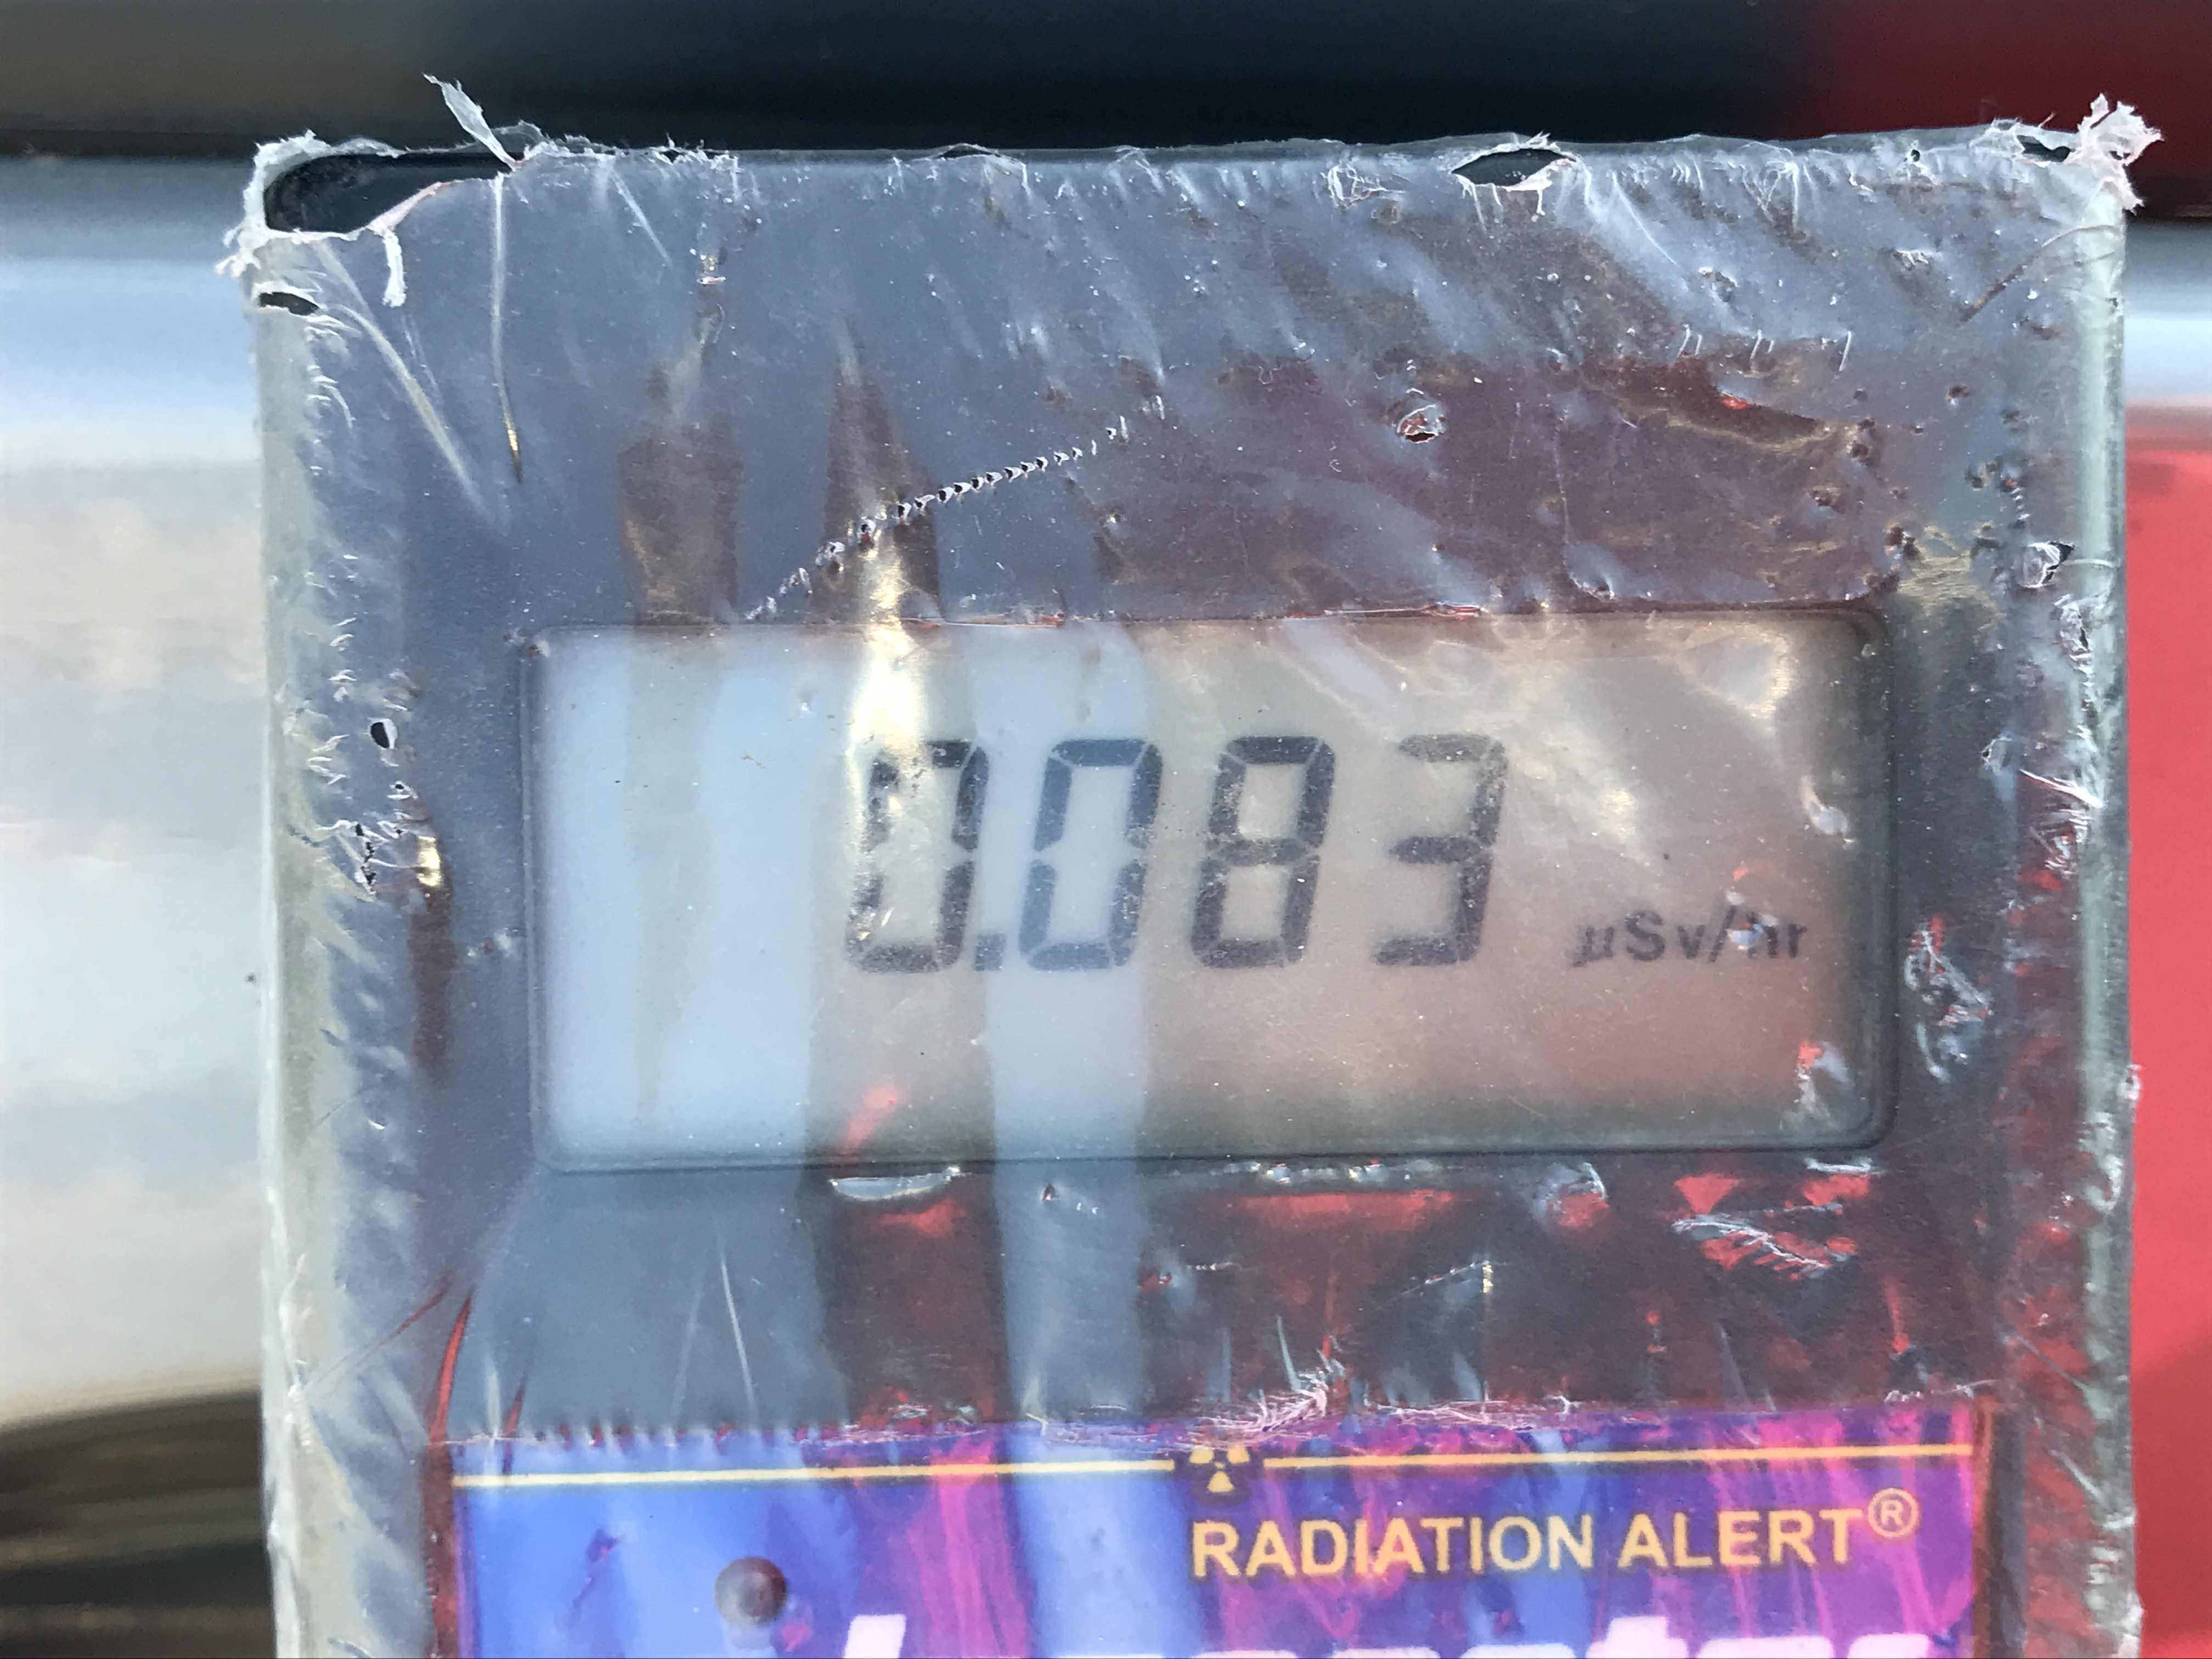 0.083 µSv/hr
RADIATION ALERT®